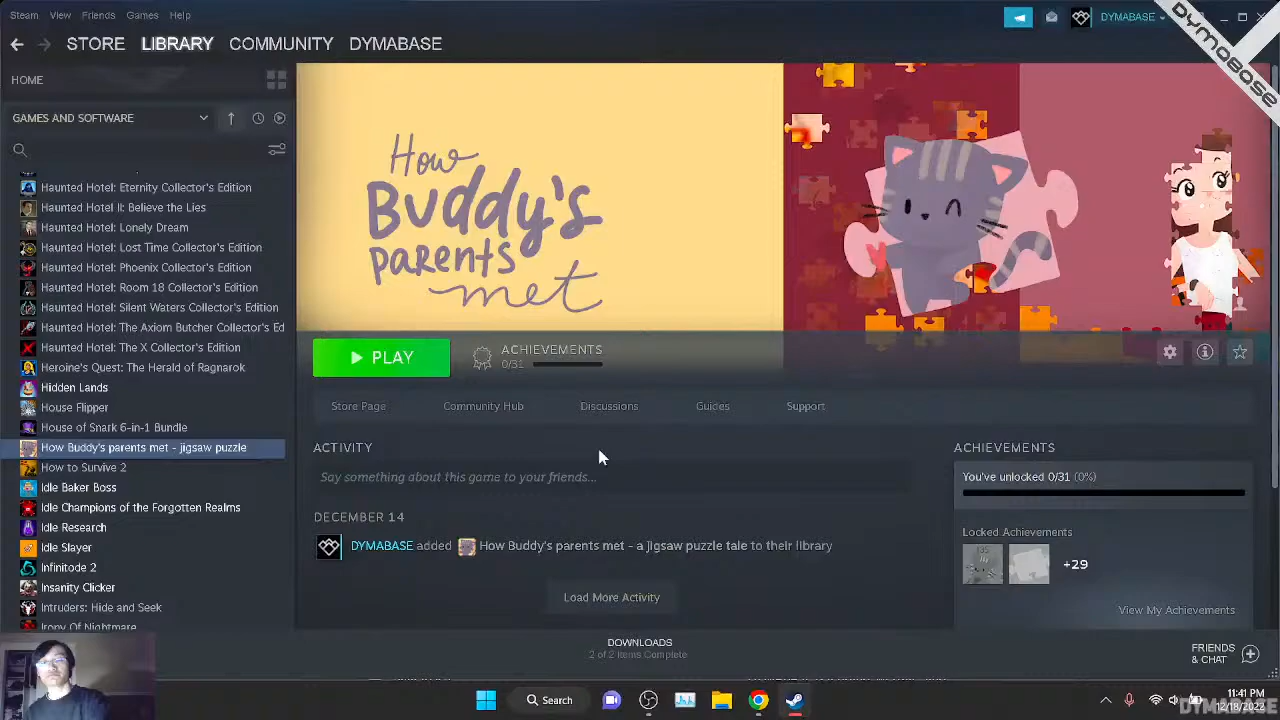 Steam View Friends Games Help
DYMABASE
STORE LIBRARY COMMUNITY DYMABASE
DYMABASE
HOME
GAMES AND SOFTWARE
Haunted Hotel: Eternity Collector's Edition
Haunted Hotel II: Believe the Lies
Haunted Hotel: Lonely Dream
Haunted Hotel: Lost Time Collector's Edition
Haunted Hotel: Phoenix Collector's Edition
Haunted Hotel: Room 18 Collector's Edition
Haunted Hotel: Silent Waters Collector's Edition
Haunted Hotel: The Axiom Butcher Collector's Ed
Haunted Hotel: The X Collector's Edition
Heroine's Quest: The Herald of Ragnarok
Hidden Lands
House Flipper
House of Snark 6-in-1 Bundle
How Buddy's parents met - jigsaw puzzle
How to Survive 2
Idle Baker Boss
Idle Champions of the Forgotten Realms
Idle Research
Idle Slayer
Infinitode 2
Insanity Clicker
Intruders: Hide and Seek
Irony Of Nightmare
How
Buddy's
parents
met
PLAY
ACHIEVEMENTS
0/31
Store Page Community Hub Discussions Guides Support
ACTIVITY
Say something about this game to your friends...
DECEMBER 14
DYMABASE added How Buddy's parents met - a jigsaw puzzle tale to their library
Load More Activity
ACHIEVEMENTS
You've unlocked 0/31 (0%)
Locked Achievements
+29
View My Achievements
DOWNLOADS
2 of 2 Items Complete
FRIENDS
& CHAT
Search
11:41 PM
DYMABASE